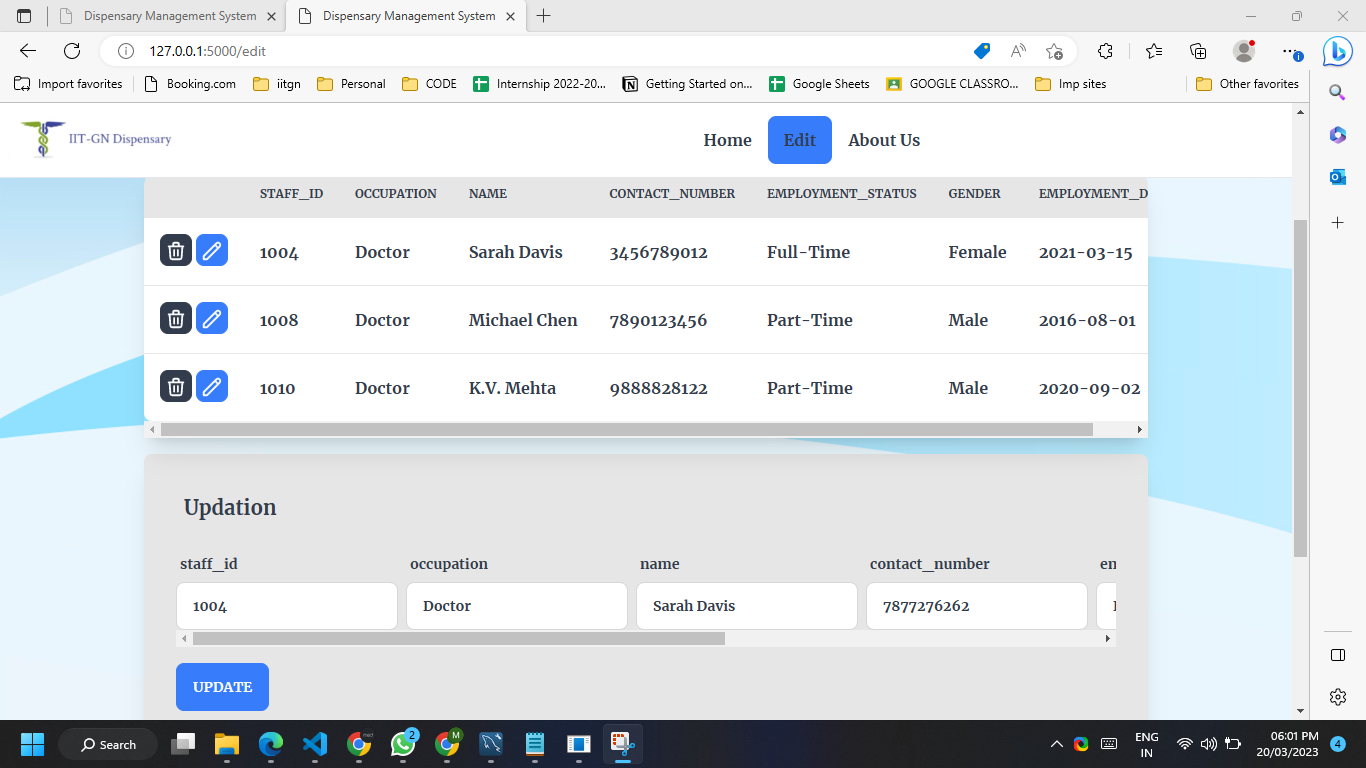 Dispensary Management System
Dispensary Management System
127.0.0.1:5000/edit
Import favorites
Booking.com
iitgn
Personal
CODE
Internship 2022-20...
Getting Started on...
Google Sheets
GOOGLE CLASSRO...
Imp sites
Other favorites
IIT-GN Dispensary
Home
Edit
About Us
STAFF_ID OCCUPATION NAME CONTACT_NUMBER EMPLOYMENT_STATUS GENDER EMPLOYMENT_D
1004 Doctor Sarah Davis 3456789012 Full-Time Female 2021-03-15
1008 Doctor Michael Chen 7890123456 Part-Time Male 2016-08-01
1010 Doctor K.V. Mehta 9888828122 Part-Time Male 2020-09-02
Updation
staff_id occupation name contact_number en
1004 Doctor Sarah Davis 7877276262
UPDATE
Search
med
2
M
ENG
IN
06:01 PM
20/03/2023
4